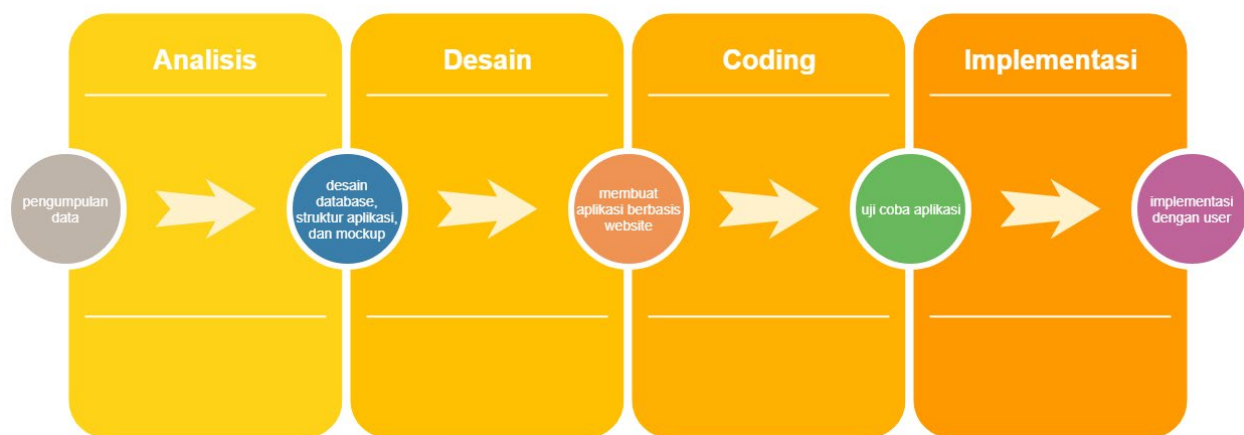 Analisis
Desain
Coding
Implementasi
pengumpulan
data
desain
database,
struktur aplikasi,
dan mockup
membuat
aplikasi berbasis
website
uji coba aplikasi
implementasi
dengan user